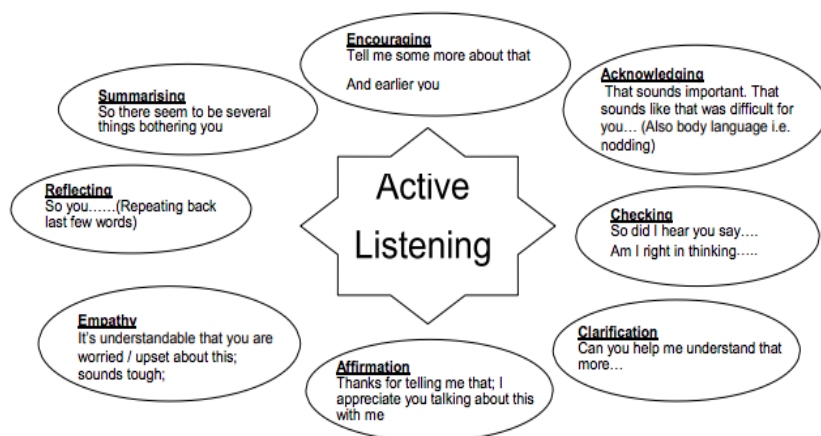 Encouraging
Tell me some more about that
And earlier you
Acknowledging
That sounds important. That
sounds like that was difficult for
you… (Also body language i.e.
nodding)
Summarising
So there seem to be several
things bothering you
Active
Listening
Reflecting
So you……(Repeating back
last few words)
Checking
So did I hear you say….
Am I right in thinking…..
Empathy
It's understandable that you are
worried / upset about this;
sounds tough;
Clarification
Can you help me understand that
more…
Affirmation
Thanks for telling me that; I
appreciate you talking about this
with me